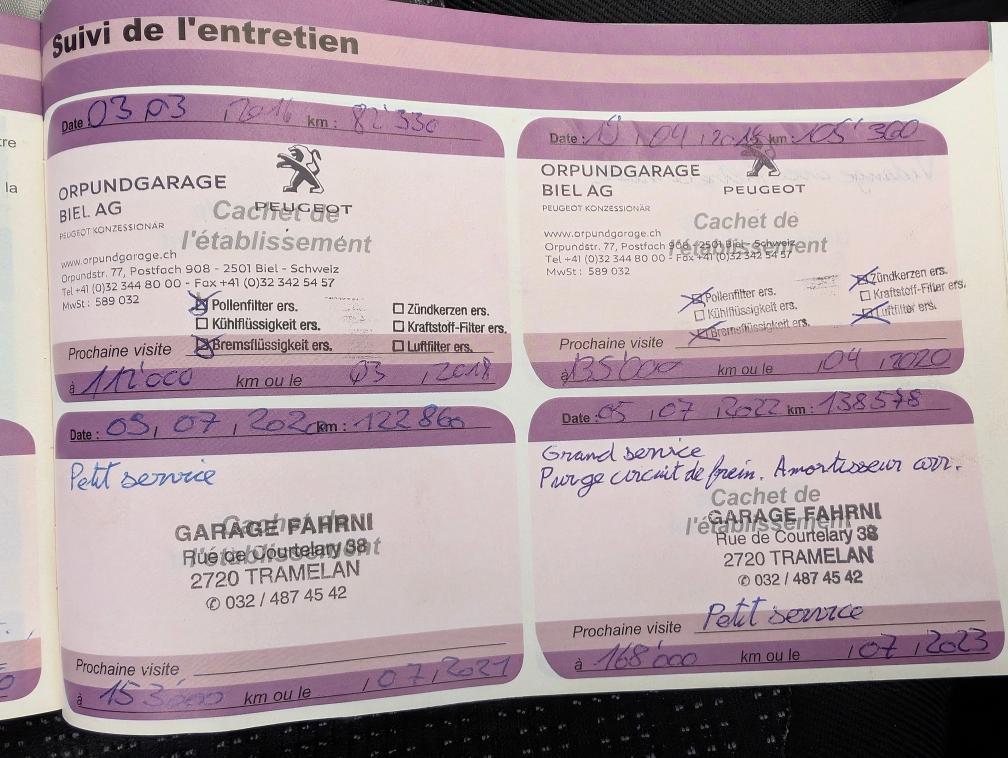 Suivi de l'entretien
Date : 03 03 2016 km : 82'330
PEUGEOT
ORPUNDGARAGE
BIEL AG
PEUGEOT KONZESSIONÄR
Cachet de
l'établissement
www.orpundgarage.ch
Orpundstr. 77, Postfach 908 - 2501 Biel - Schweiz
Tel +41 (0)32 344 80 00 - Fax +41 (0)32 342 54 57
MwSt : 589 032
Pollenfilter ers. Zündkerzen ers.
Kühlflüssigkeit ers. Kraftstoff-Filter ers.
Bremsflüssigkeit ers. Luftfilter ers.
Prochaine visite
à 112'000 km ou le 03 , 2018
Date : 04 km : 105'300
ORPUNDGARAGE
BIEL AG
PEUGEOT
PEUGEOT KONZESSIONÄR
Cachet de
l'établissement
www.orpundgarage.ch
Orpundstr. 77, Postfach 908 - 2501 Biel - Schweiz
Tel +41 (0)32 344 80 00 - Fax +41 (0)32 342 54 57
MwSt : 589 032
Pollenfilter ers. Zündkerzen ers.
Kühlflüssigkeit ers. Kraftstoff-Filter ers.
Bremsflüssigkeit ers. Luftfilter ers.
Prochaine visite
à 135'000 km ou le , 04 , 2020
Date : 07 km : 122860
Petit service
Cachet de
l'établissement
GARAGE FAHRNI
Rue de Courtelary 38
2720 TRAMELAN
✆ 032 / 487 45 42
Prochaine visite
à km ou le , 07 , 2021
Date : 05 , 07 , 2022 km : 138578
Grand service
Purge circuit de frein. Amortisseur arr.
Cachet de
l'établissement
GARAGE FAHRNI
Rue de Courtelary 38
2720 TRAMELAN
✆ 032 / 487 45 42
Prochaine visite Petit service
à 168'000 km ou le , 07 , 2023